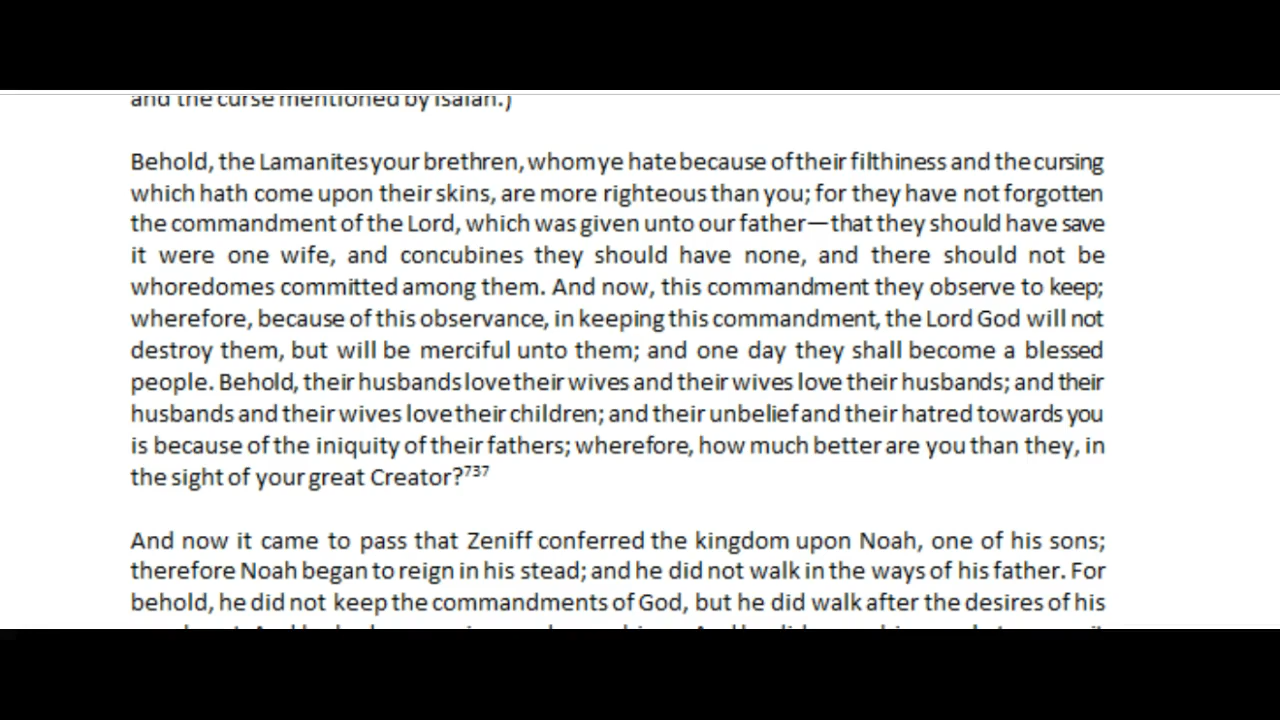 and the curse mentioned by Isaiah.)
Behold, the Lamanites your brethren, whom ye hate because of their filthiness and the cursing
which hath come upon their skins, are more righteous than you; for they have not forgotten
the commandment of the Lord, which was given unto our father—that they should have save
it were one wife, and concubines they should have none, and there should not be
whoredomes committed among them. And now, this commandment they observe to keep;
wherefore, because of this observance, in keeping this commandment, the Lord God will not
destroy them, but will be merciful unto them; and one day they shall become a blessed
people. Behold, their husbands love their wives and their wives love their husbands; and their
husbands and their wives love their children; and their unbelief and their hatred towards you
is because of the iniquity of their fathers; wherefore, how much better are you than they, in
the sight of your great Creator?⁷³⁷
And now it came to pass that Zeniff conferred the kingdom upon Noah, one of his sons;
therefore Noah began to reign in his stead; and he did not walk in the ways of his father. For
behold, he did not keep the commandments of God, but he did walk after the desires of his